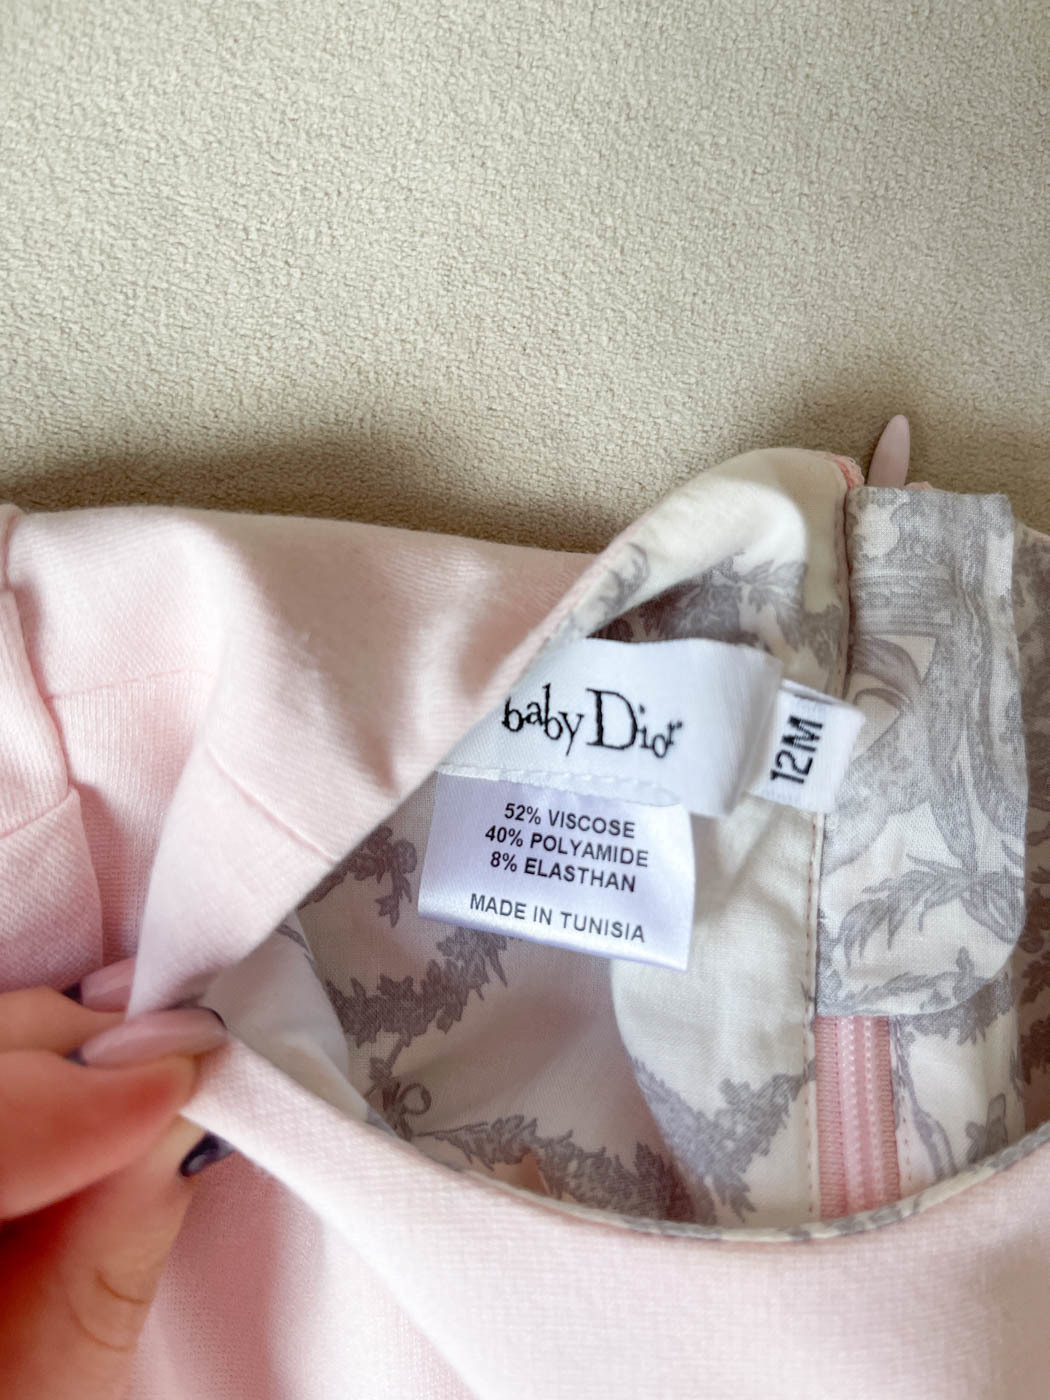 baby Dior
12M
52% VISCOSE
40% POLYAMIDE
8% ELASTHAN
MADE IN TUNISIA